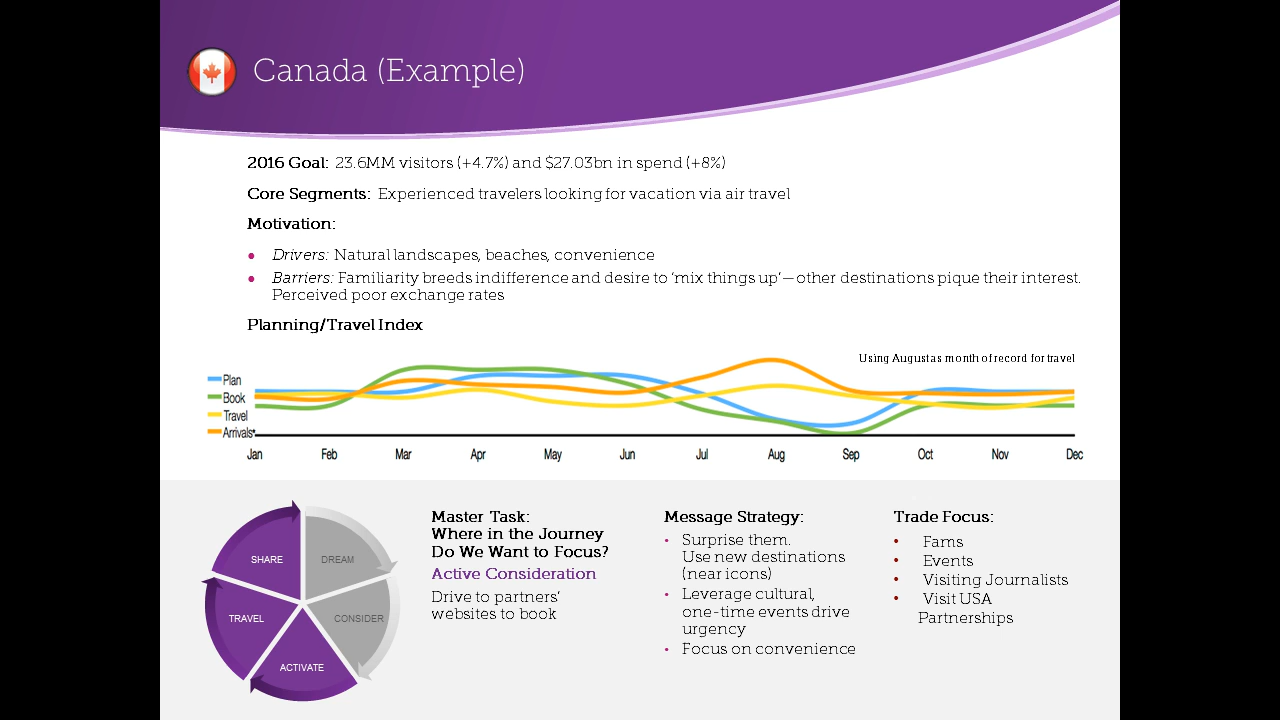 Canada (Example)
2016 Goal: 23.6MM visitors (+4.7%) and $27.03bn in spend (+8%)
Core Segments: Experienced travelers looking for vacation via air travel
Motivation:
• Drivers: Natural landscapes, beaches, convenience
• Barriers: Familiarity breeds indifference and desire to ‘mix things up’—other destinations pique their interest.
Perceived poor exchange rates
Planning/Travel Index
Using August as month of record for travel
Plan
Book
Travel
Arrivals*
Jan Feb Mar Apr May Jun Jul Aug Sep Oct Nov Dec
SHARE
DREAM
TRAVEL
CONSIDER
ACTIVATE
Master Task:
Where in the Journey
Do We Want to Focus?
Active Consideration
Drive to partners’
websites to book
Message Strategy:
• Surprise them.
Use new destinations
(near icons)
• Leverage cultural,
one-time events drive
urgency
• Focus on convenience
Trade Focus:
• Fams
• Events
• Visiting Journalists
• Visit USA
Partnerships